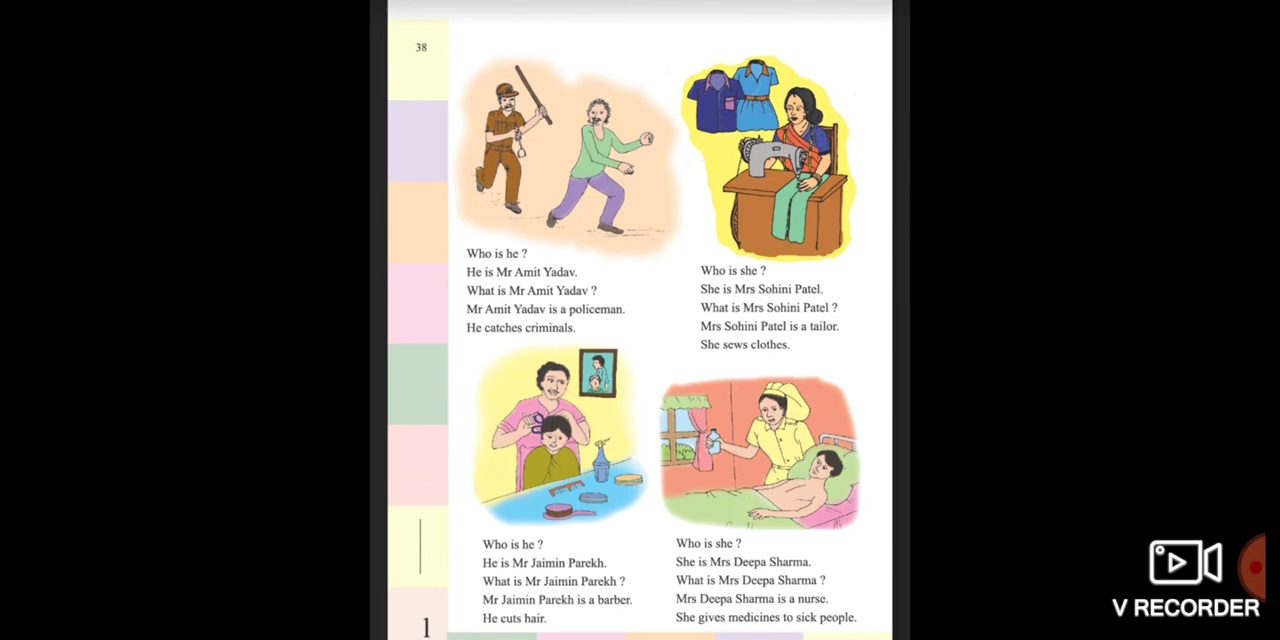 38
Who is he ?
He is Mr Amit Yadav.
What is Mr Amit Yadav ?
Mr Amit Yadav is a policeman.
He catches criminals.
Who is she ?
She is Mrs Sohini Patel.
What is Mrs Sohini Patel ?
Mrs Sohini Patel is a tailor.
She sews clothes.
Who is he ?
He is Mr Jaimin Parekh.
What is Mr Jaimin Parekh ?
Mr Jaimin Parekh is a barber.
He cuts hair.
Who is she ?
She is Mrs Deepa Sharma.
What is Mrs Deepa Sharma ?
Mrs Deepa Sharma is a nurse.
She gives medicines to sick people.
1
V RECORDER